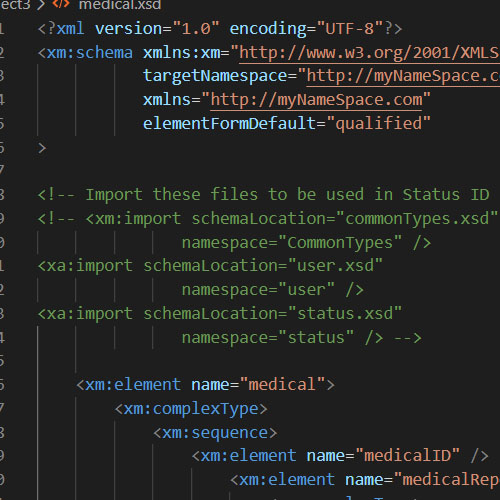 ect3 > medical.xsd
1 <?xml version="1.0" encoding="UTF-8"?>
2 <xm:schema xmlns:xm="http://www.w3.org/2001/XMLS
3 targetNamespace="http://myNameSpace.c
4 xmlns="http://myNameSpace.com"
5 elementFormDefault="qualified"
6 >
7
8 <!-- Import these files to be used in Status ID
9 <!-- <xm:import schemaLocation="commonTypes.xsd"
0 namespace="CommonTypes" />
1 <xa:import schemaLocation="user.xsd"
2 namespace="user" />
3 <xa:import schemaLocation="status.xsd"
4 namespace="status" /> -->
5
6 <xm:element name="medical">
7 <xm:complexType>
8 <xm:sequence>
9 <xm:element name="medicalID" />
0 <xm:element name="medicalRep